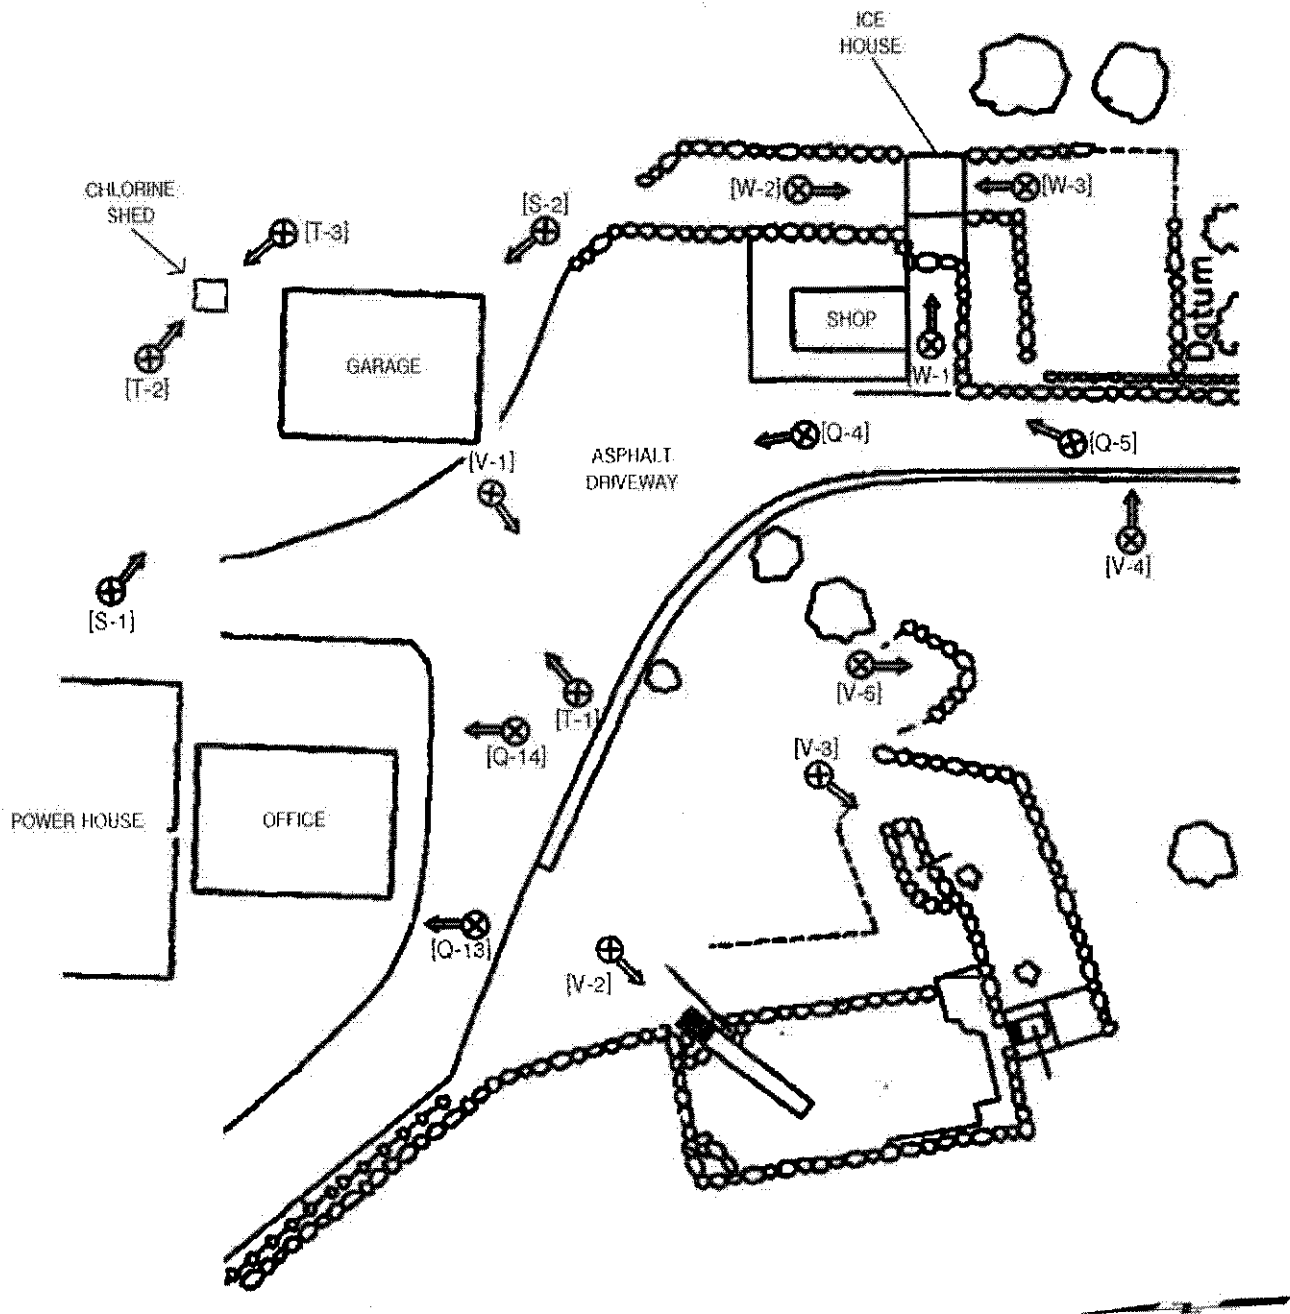 ICE
HOUSE
CHLORINE
SHED
[W-2]
[W-3]
[S-2]
[T-3]
Datum
SHOP
GARAGE
[T-2]
[W-1
[Q-4]
[Q-5]
[V-1]
ASPHALT
DRIVEWAY
[V-4]
[S-1]
[V-5]
[T-1]
[Q-14]
[V-3]
POWER HOUSE
OFFICE
[Q-13]
[V-2]